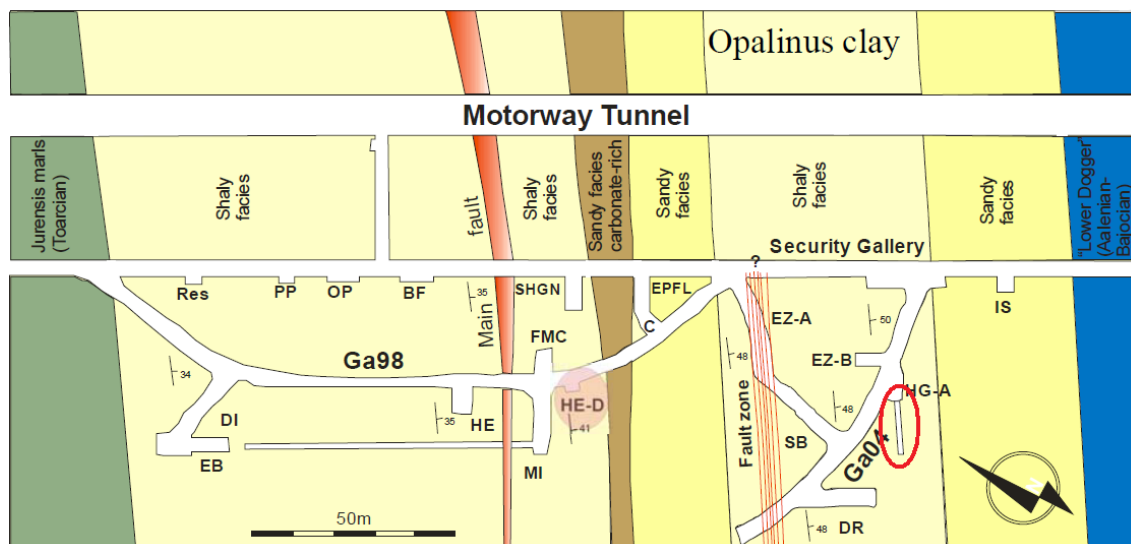 Opalinus clay
Motorway Tunnel
Jurensis marls
(Toarcian)
Shaly
facies
fault
Shaly
facies
Sandy facies
carbonate-rich
Sandy
facies
Shaly
facies
Sandy
facies
"Lower Dogger"
(Aalenian-
Bajocian)
Security Gallery
?
Res
PP
OP
BF
35
Main
SHGN
EPFL
IS
C
EZ-A
50
FMC
Ga98
34
48
EZ-B
HG-A
DI
35
HE
HE-D
41
48
Fault zone
SB
Ga04
EB
MI
N
50m
48
DR